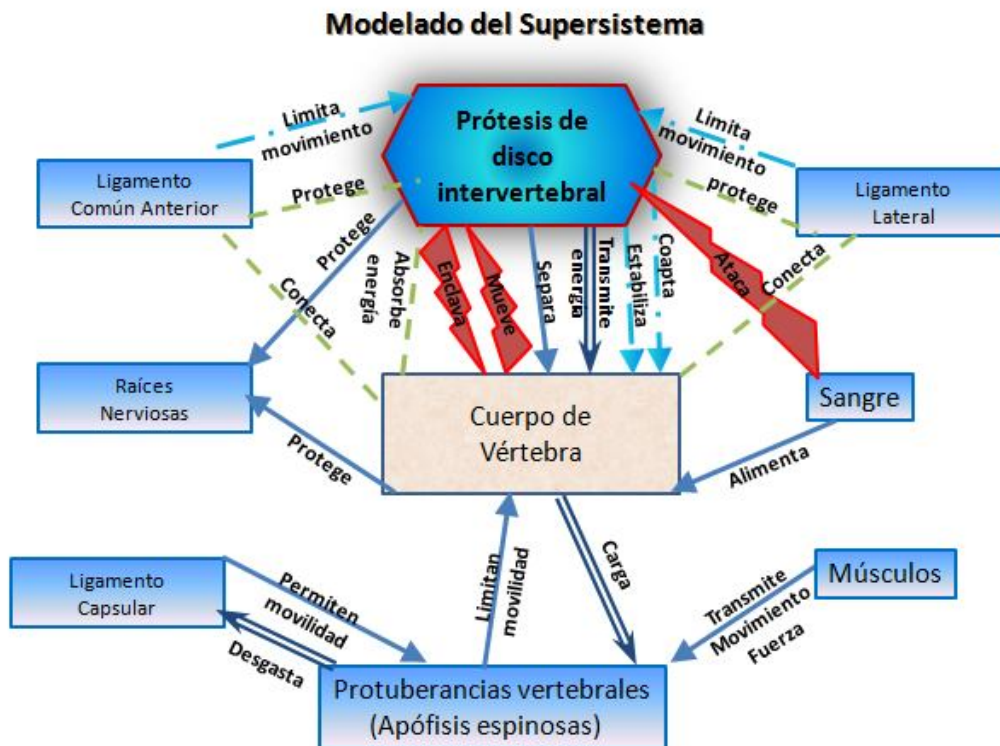 Modelado del Supersistema
Limita
movimiento
Prótesis de
disco
intervertebral
Limita
movimiento
Ligamento
Común Anterior
Protege
protege
Ligamento
Lateral
Protege
Conecta
Absorbe
energía
Enclava
Mueve
Separa
Transmite
energía
Estabiliza
Coapta
Ataca
Conecta
Raíces
Nerviosas
Cuerpo de
Vértebra
Sangre
Protege
Alimenta
Ligamento
Capsular
Permiten
movilidad
Desgasta
Limitan
movilidad
Carga
Músculos
Transmite
Movimiento
Fuerza
Protuberancias vertebrales
(Apófisis espinosas)